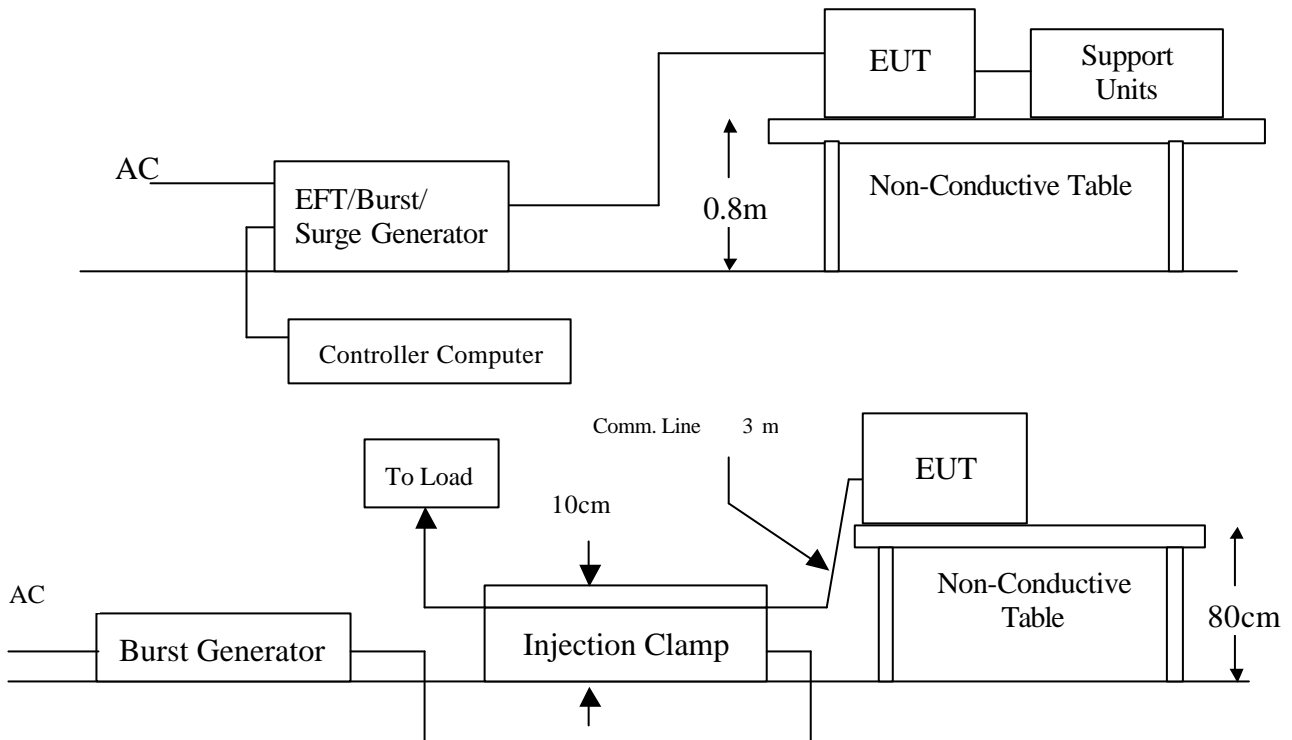 EUT
Support
Units
AC
EFT/Burst/
Surge Generator
0.8m
Non-Conductive Table
Controller Computer
Comm. Line 3 m
To Load
10cm
EUT
AC
Burst Generator
Injection Clamp
Non-Conductive
Table
80cm